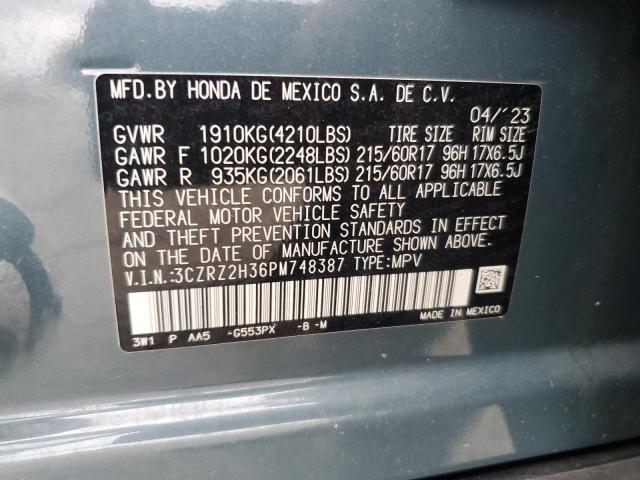 MFD.BY HONDA DE MEXICO S.A. DE C.V.
04/'23
GVWR 1910KG(4210LBS) TIRE SIZE RIM SIZE
GAWR F 1020KG(2248LBS) 215/60R17 96H 17X6.5J
GAWR R 935KG(2061LBS) 215/60R17 96H 17X6.5J
THIS VEHICLE CONFORMS TO ALL APPLICABLE
FEDERAL MOTOR VEHICLE SAFETY
AND THEFT PREVENTION STANDARDS IN EFFECT
ON THE DATE OF MANUFACTURE SHOWN ABOVE.
V.I.N.:3CZRZ2H36PM748387 TYPE:MPV
3W1 P AA5 -G553PX -B -M
MADE IN MEXICO